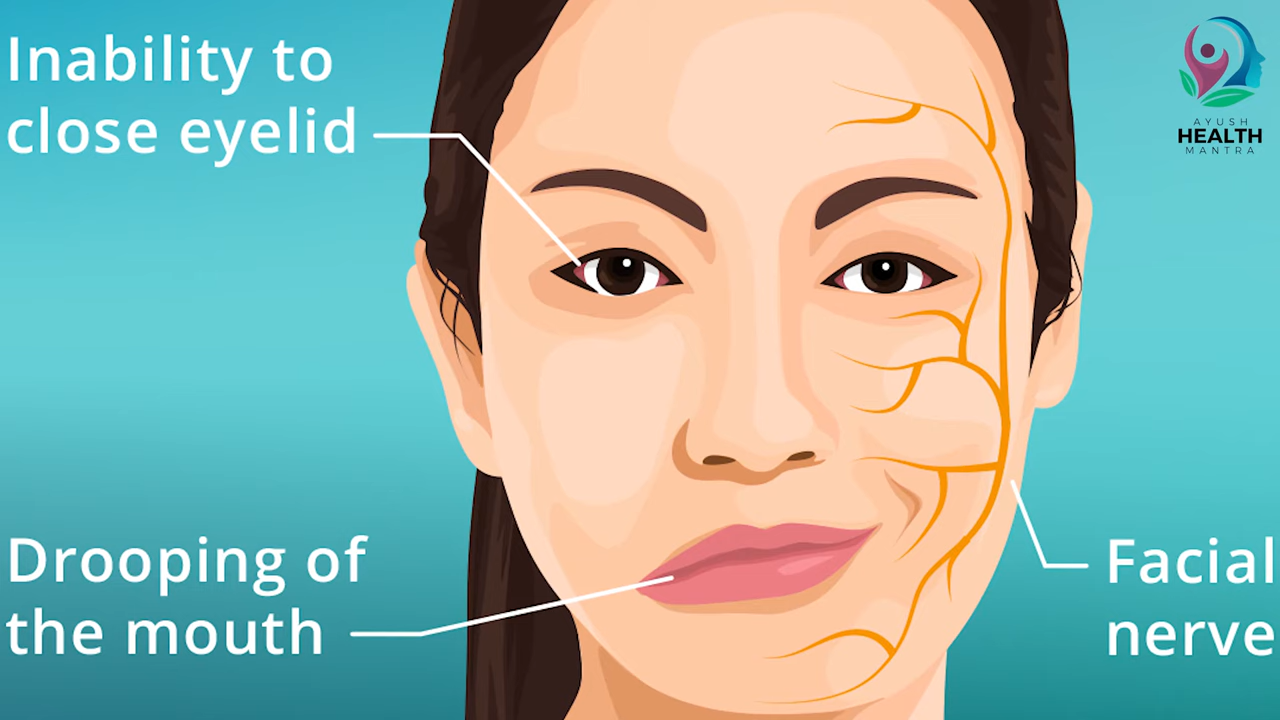 Inability to
close eyelid
AYUSH
HEALTH
MANTRA
Drooping of
the mouth
Facial
nerve